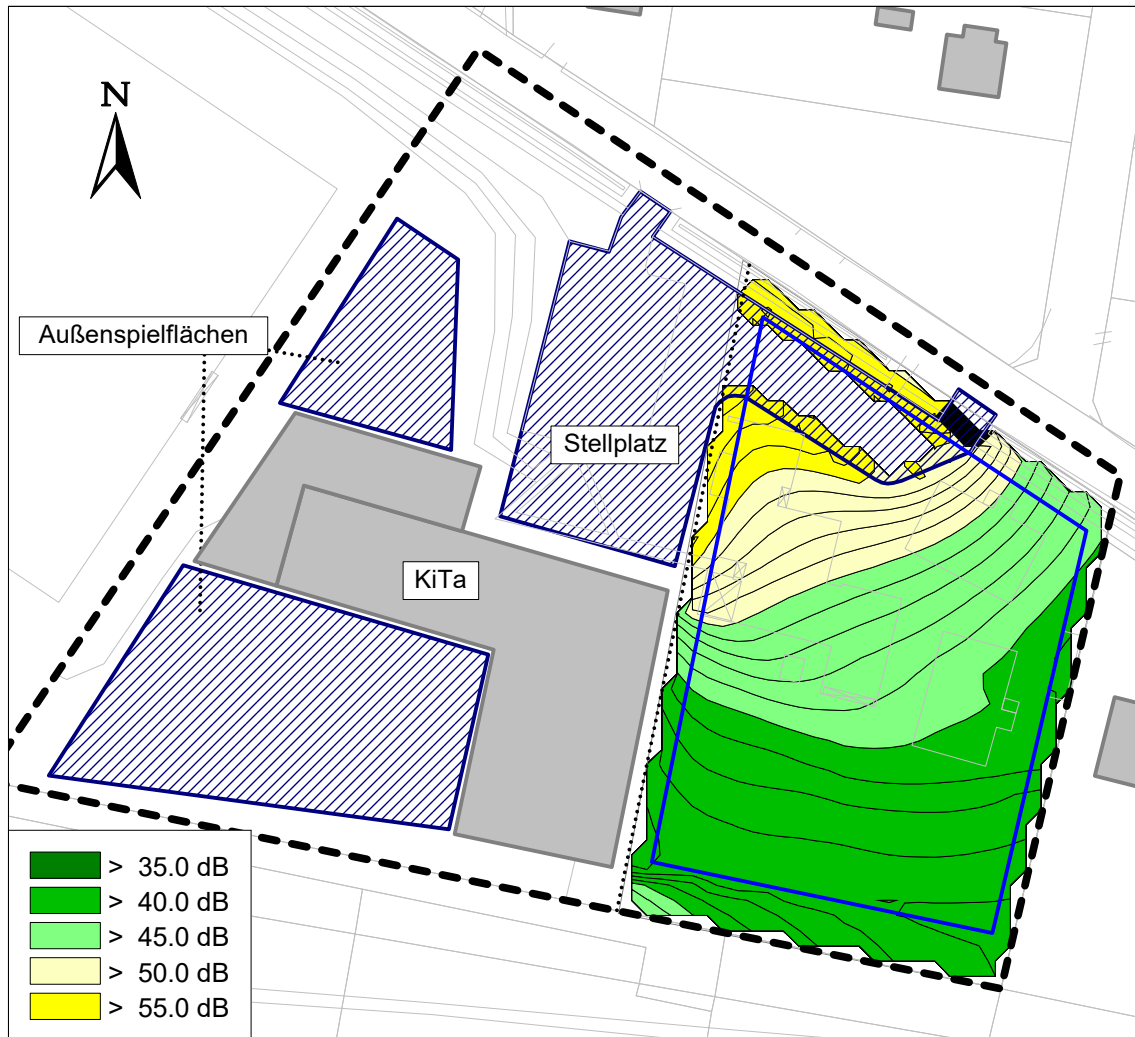 N
Außenspielflächen
Stellplatz
KiTa
> 35.0 dB
> 40.0 dB
> 45.0 dB
> 50.0 dB
> 55.0 dB